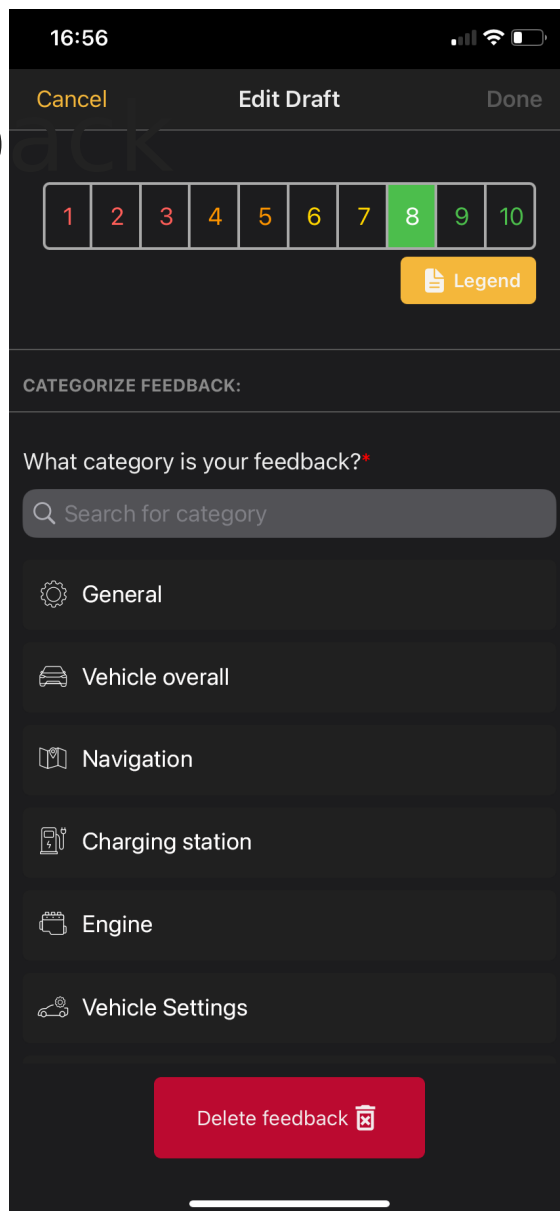 16:56
Cancel Edit Draft Done
back
1 2 3 4 5 6 7 8 9 10
Legend
CATEGORIZE FEEDBACK:
What category is your feedback?*
Search for category
General
Vehicle overall
Navigation
Charging station
Engine
Vehicle Settings
Delete feedback